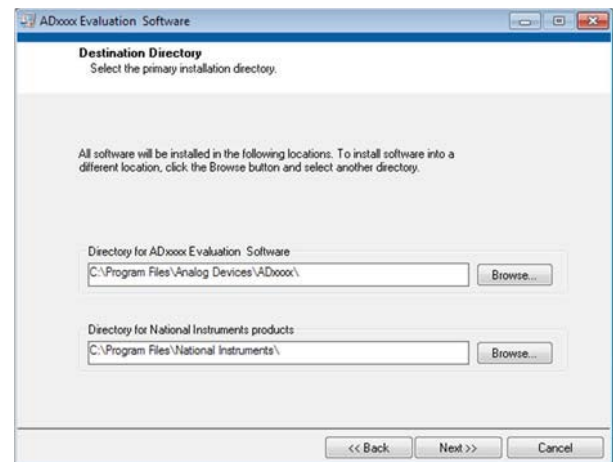 ADxxxx Evaluation  Software
Destination Directory
Select the primary installation directory.
All software will be installed in the following locations. To install software into a
different location, click the Browse button and select another directory.
Directory for ADxxxx Evaluation  Software
C:\Program Files\Analog Devices\ADxxxx\
Browse...
Directory for National Instruments products
C:\Program Files\National Instruments\
Browse...
<< Back
Next >>
Cancel